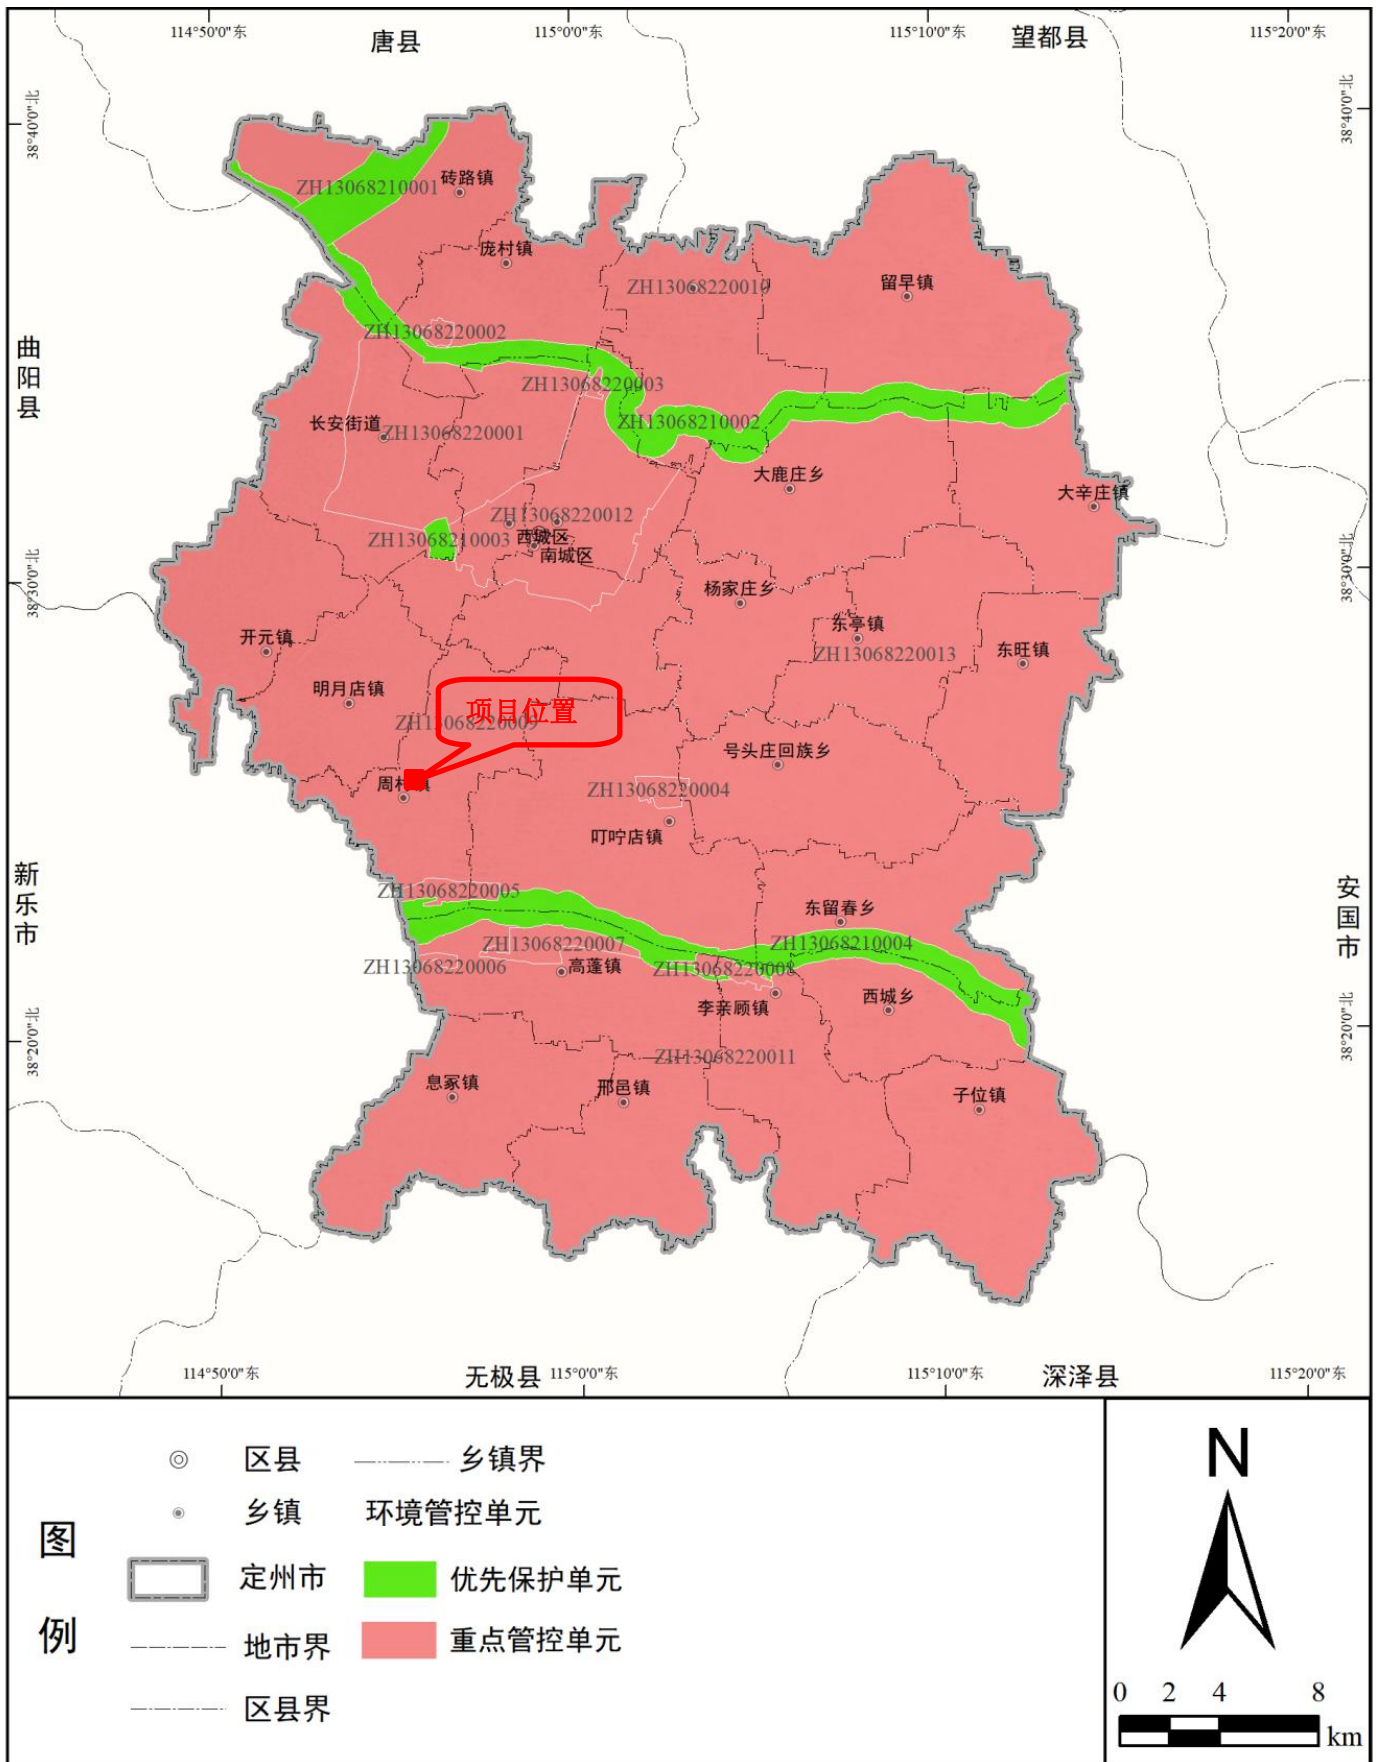 114°50'0"东
唐县
115°0'0"东
115°10'0"东
望都县
115°20'0"东
38°40'0"北
38°40'0"北
ZH13068210001
砖路镇
庞村镇
ZH13068220010
留早镇
ZH13068220002
曲阳县
ZH13068220003
长安街道
ZH13068220001
ZH13068210002
大鹿庄乡
大辛庄镇
ZH13068220012
ZH13068210003
西城区
南城区
38°30'0"北
38°30'0"北
杨家庄乡
东亭镇
开元镇
ZH13068220013
东旺镇
明月店镇
项目位置
ZH13068220009
号头庄回族乡
周村镇
ZH13068220004
叮咛店镇
新乐市
安国市
ZH13068220005
东留春乡
ZH13068220007
ZH13068210004
ZH13068220006
高蓬镇
ZH13068220008
李亲顾镇
西城乡
38°20'0"北
38°20'0"北
ZH13068220011
息冢镇
邢邑镇
子位镇
114°50'0"东
无极县
115°0'0"东
115°10'0"东
深泽县
115°20'0"东
图例
区县
乡镇界
乡镇
环境管控单元
定州市
优先保护单元
地市界
重点管控单元
区县界
N
0 2 4 8
km